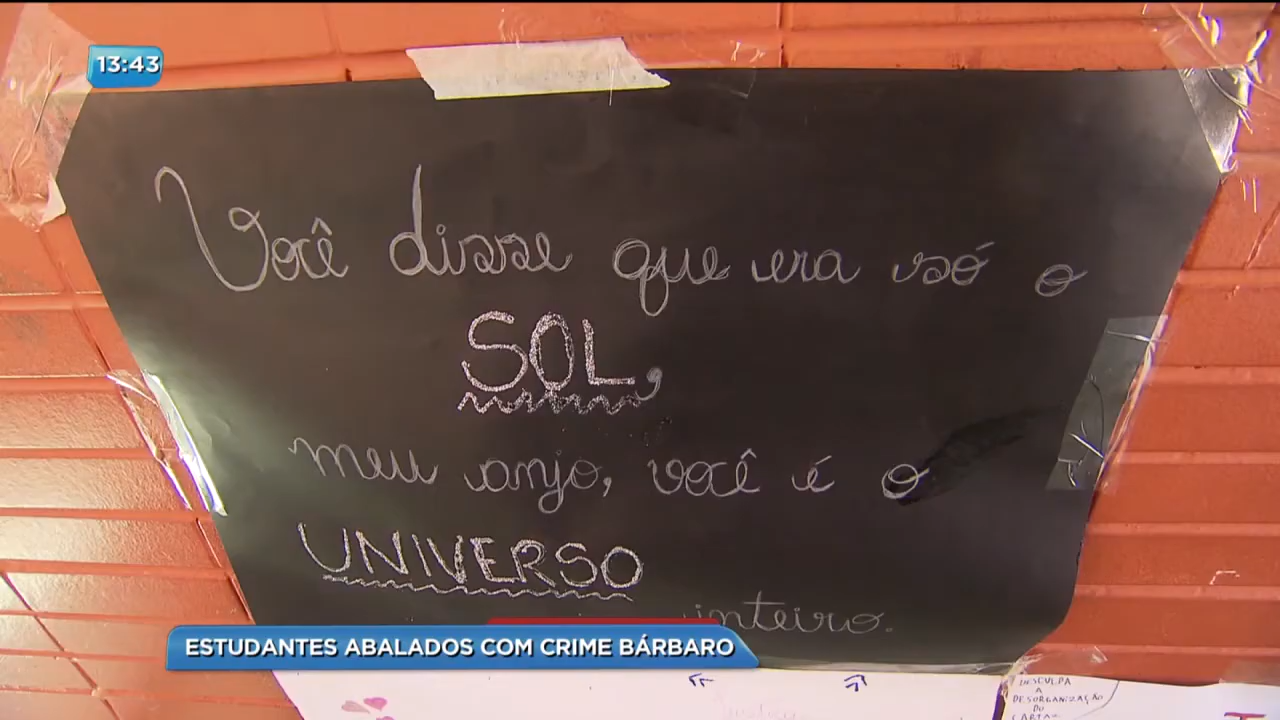 13:43
Você disse que era só o
SOL,
meu anjo, você é o
UNIVERSO
inteiro.
ESTUDANTES ABALADOS COM CRIME BÁRBARO
DESCULPA
A
DESORGANIZAÇÃO
DO
CARTAZ